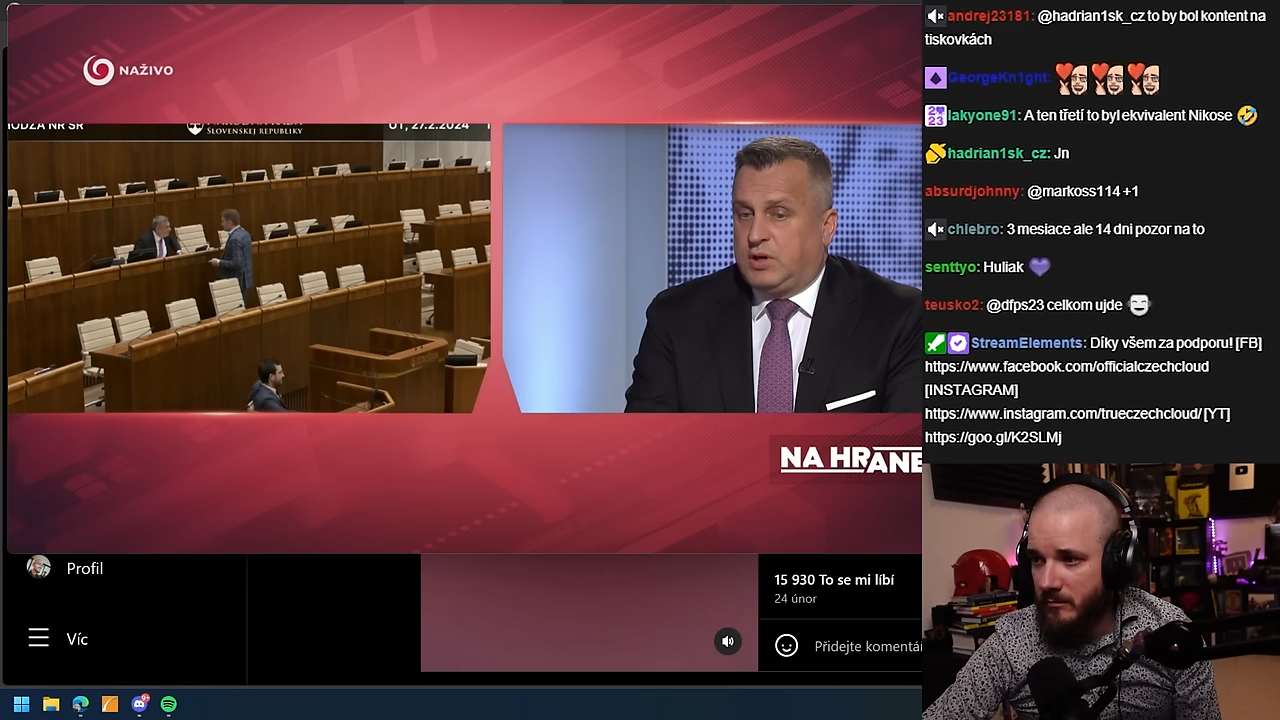 NAŽIVO
SLOVENSKEJ REPUBLIKY
UT, 27.2.2024
NA HRANE
Profil
Víc
15 930 To se mi líbí
24 únor
Přidejte komentá
andrej23181: @hadrian1sk_cz to by bol kontent na
tiskovkách
GeorgeKn1ght:
lakyone91: A ten třetí to byl ekvivalent Nikose
hadrian1sk_cz: Jn
absurdjohnny: @markoss114 +1
chlebro: 3 mesiace ale 14 dni pozor na to
senttyo: Huliak
teusko2: @dfps23 celkom ujde
StreamElements: Díky všem za podporu! [FB]
https://www.facebook.com/officialczechcloud
[INSTAGRAM]
https://www.instagram.com/trueczechcloud/ [YT]
https://goo.gl/K2SLMj